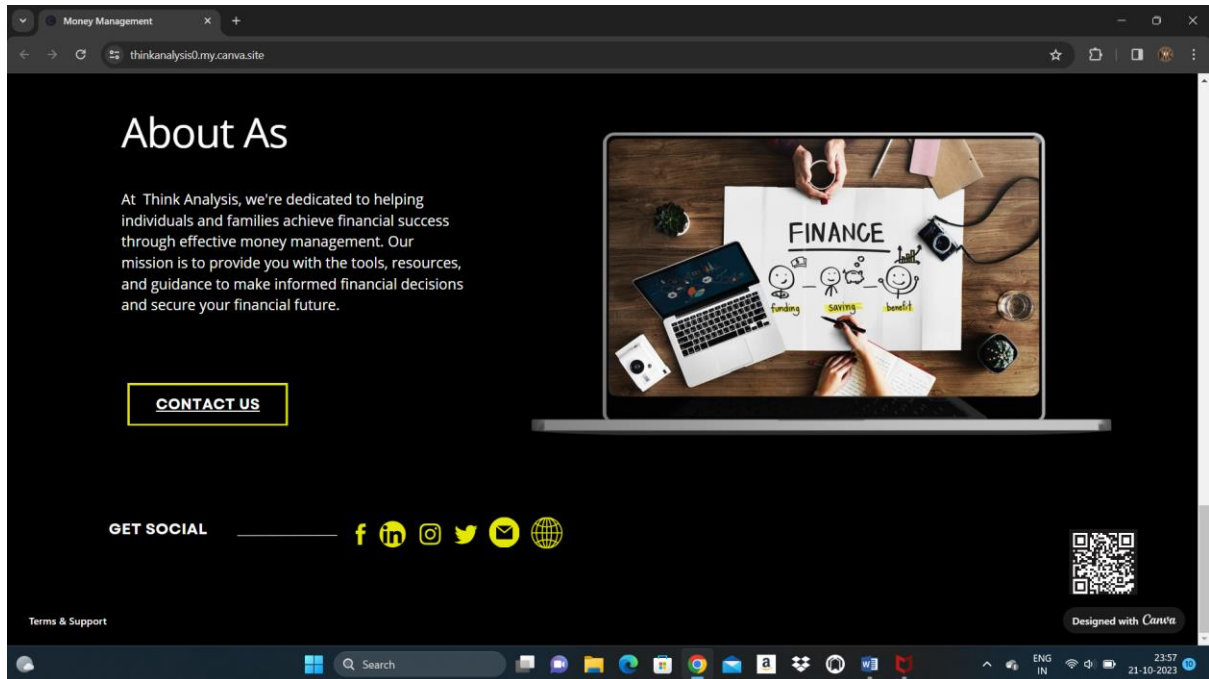 Money Management
thinkanalysis0.my.canva.site
About As
At Think Analysis, we're dedicated to helping
individuals and families achieve financial success
through effective money management. Our
mission is to provide you with the tools, resources,
and guidance to make informed financial decisions
and secure your financial future.
FINANCE
funding
saving
benefit
CONTACT US
GET SOCIAL
Terms & Support
Designed with Canva
Search
ENG
IN
23:57
21-10-2023
10